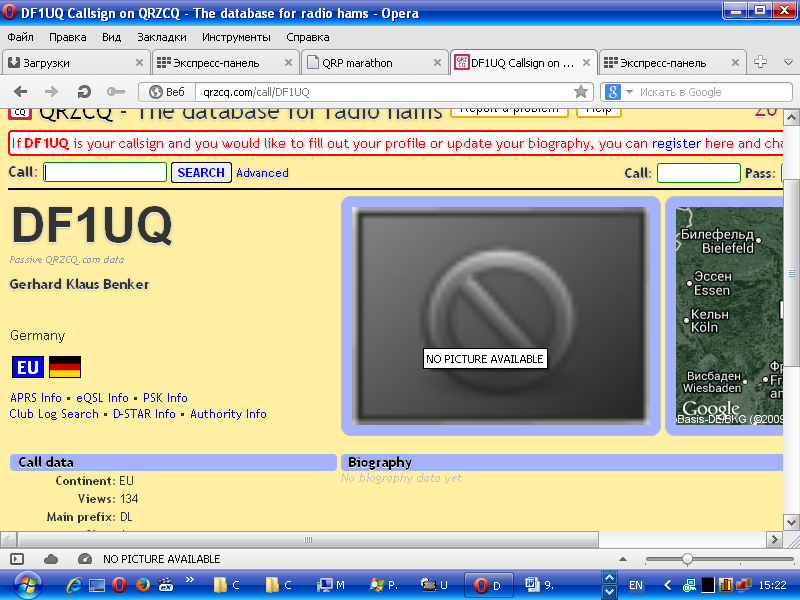 DF1UQ Callsign on QRZCQ - The database for radio hams - Opera
Файл Правка Вид Закладки Инструменты Справка
Загрузки Экспресс-панель QRP marathon DF1UQ Callsign on ... Экспресс-панель
Веб qrzcq.com/call/DF1UQ Искать в Google
QRZCQ - The database for radio hams Report a problem Help
If DF1UQ is your callsign and you would like to fill out your profile or update your biography, you can register here and cha
Call: SEARCH Advanced Call: Pass:
DF1UQ
Passive QRZCQ.com data
Gerhard Klaus Benker
Germany
EU
APRS Info • eQSL Info • PSK Info
Club Log Search • D-STAR Info • Authority Info
NO PICTURE AVAILABLE
Билефельд
Bielefeld
Эссен
Essen
Кельн
Köln
Висбаден
Wiesbaden
Google
Basis-DE/BKG (©2009
Call data
Continent: EU
Views: 134
Main prefix: DL
Biography
No biography data yet
NO PICTURE AVAILABLE
С С М Р. U D 9. EN 15:22